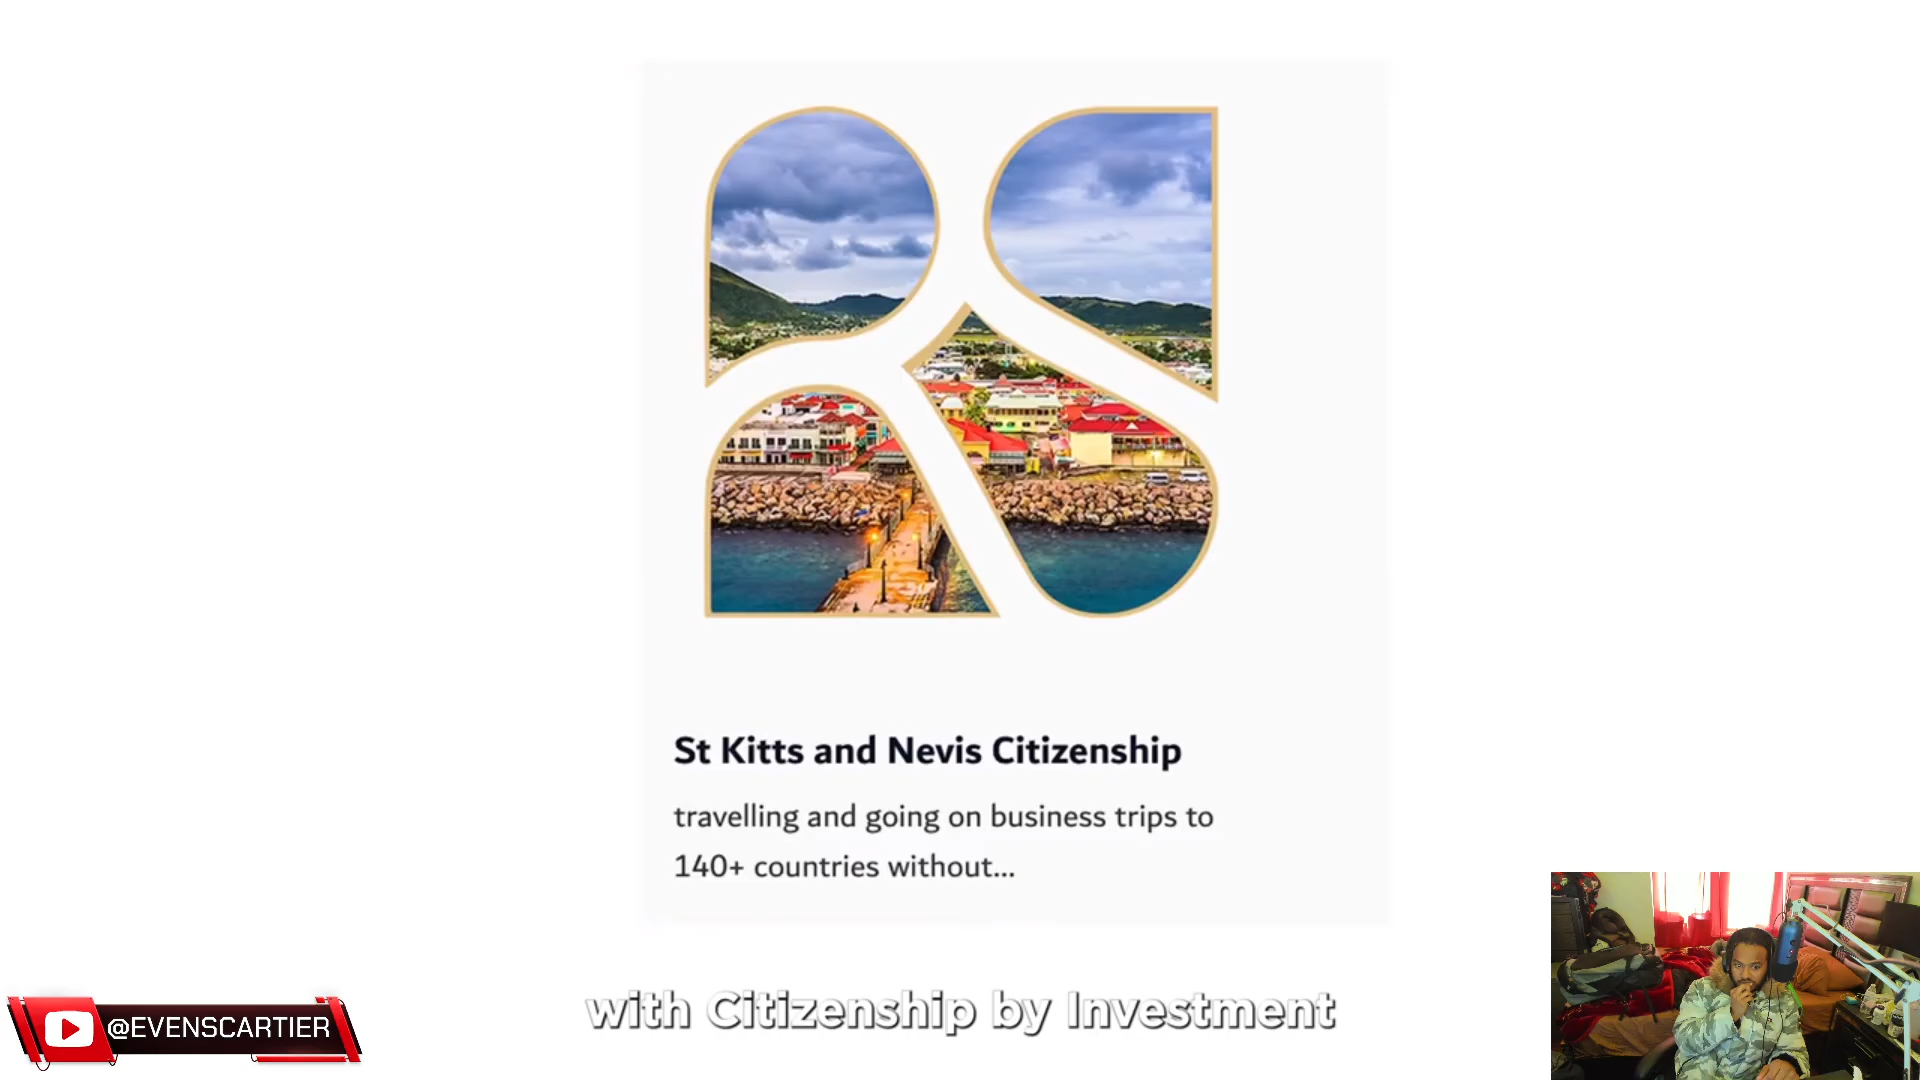 St Kitts and Nevis Citizenship
travelling and going on business trips to
140+ countries without...
with Citizenship by Investment
@EVENSCARTIER